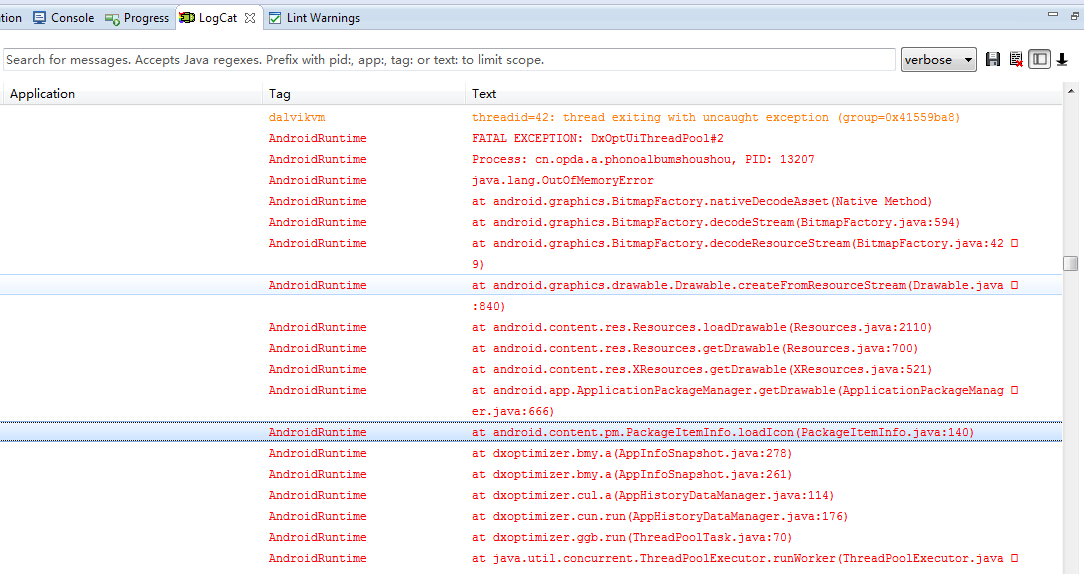 ation Console Progress LogCat Lint Warnings
Search for messages. Accepts Java regexes. Prefix with pid:, app:, tag: or text: to limit scope. verbose
Application Tag Text
dalvikvm threadid=42: thread exiting with uncaught exception (group=0x41559ba8)
AndroidRuntime FATAL EXCEPTION: DxOptUiThreadPool#2
AndroidRuntime Process: cn.opda.a.phonoalbumshoushou, PID: 13207
AndroidRuntime java.lang.OutOfMemoryError
AndroidRuntime at android.graphics.BitmapFactory.nativeDecodeAsset(Native Method)
AndroidRuntime at android.graphics.BitmapFactory.decodeStream(BitmapFactory.java:594)
AndroidRuntime at android.graphics.BitmapFactory.decodeResourceStream(BitmapFactory.java:42
9)
AndroidRuntime at android.graphics.drawable.Drawable.createFromResourceStream(Drawable.java
:840)
AndroidRuntime at android.content.res.Resources.loadDrawable(Resources.java:2110)
AndroidRuntime at android.content.res.Resources.getDrawable(Resources.java:700)
AndroidRuntime at android.content.res.XResources.getDrawable(XResources.java:521)
AndroidRuntime at android.app.ApplicationPackageManager.getDrawable(ApplicationPackageManag
er.java:666)
AndroidRuntime at android.content.pm.PackageItemInfo.loadIcon(PackageItemInfo.java:140)
AndroidRuntime at dxoptimizer.bmy.a(AppInfoSnapshot.java:278)
AndroidRuntime at dxoptimizer.bmy.a(AppInfoSnapshot.java:261)
AndroidRuntime at dxoptimizer.cul.a(AppHistoryDataManager.java:114)
AndroidRuntime at dxoptimizer.cun.run(AppHistoryDataManager.java:176)
AndroidRuntime at dxoptimizer.ggb.run(ThreadPoolTask.java:70)
AndroidRuntime at java.util.concurrent.ThreadPoolExecutor.runWorker(ThreadPoolExecutor.java